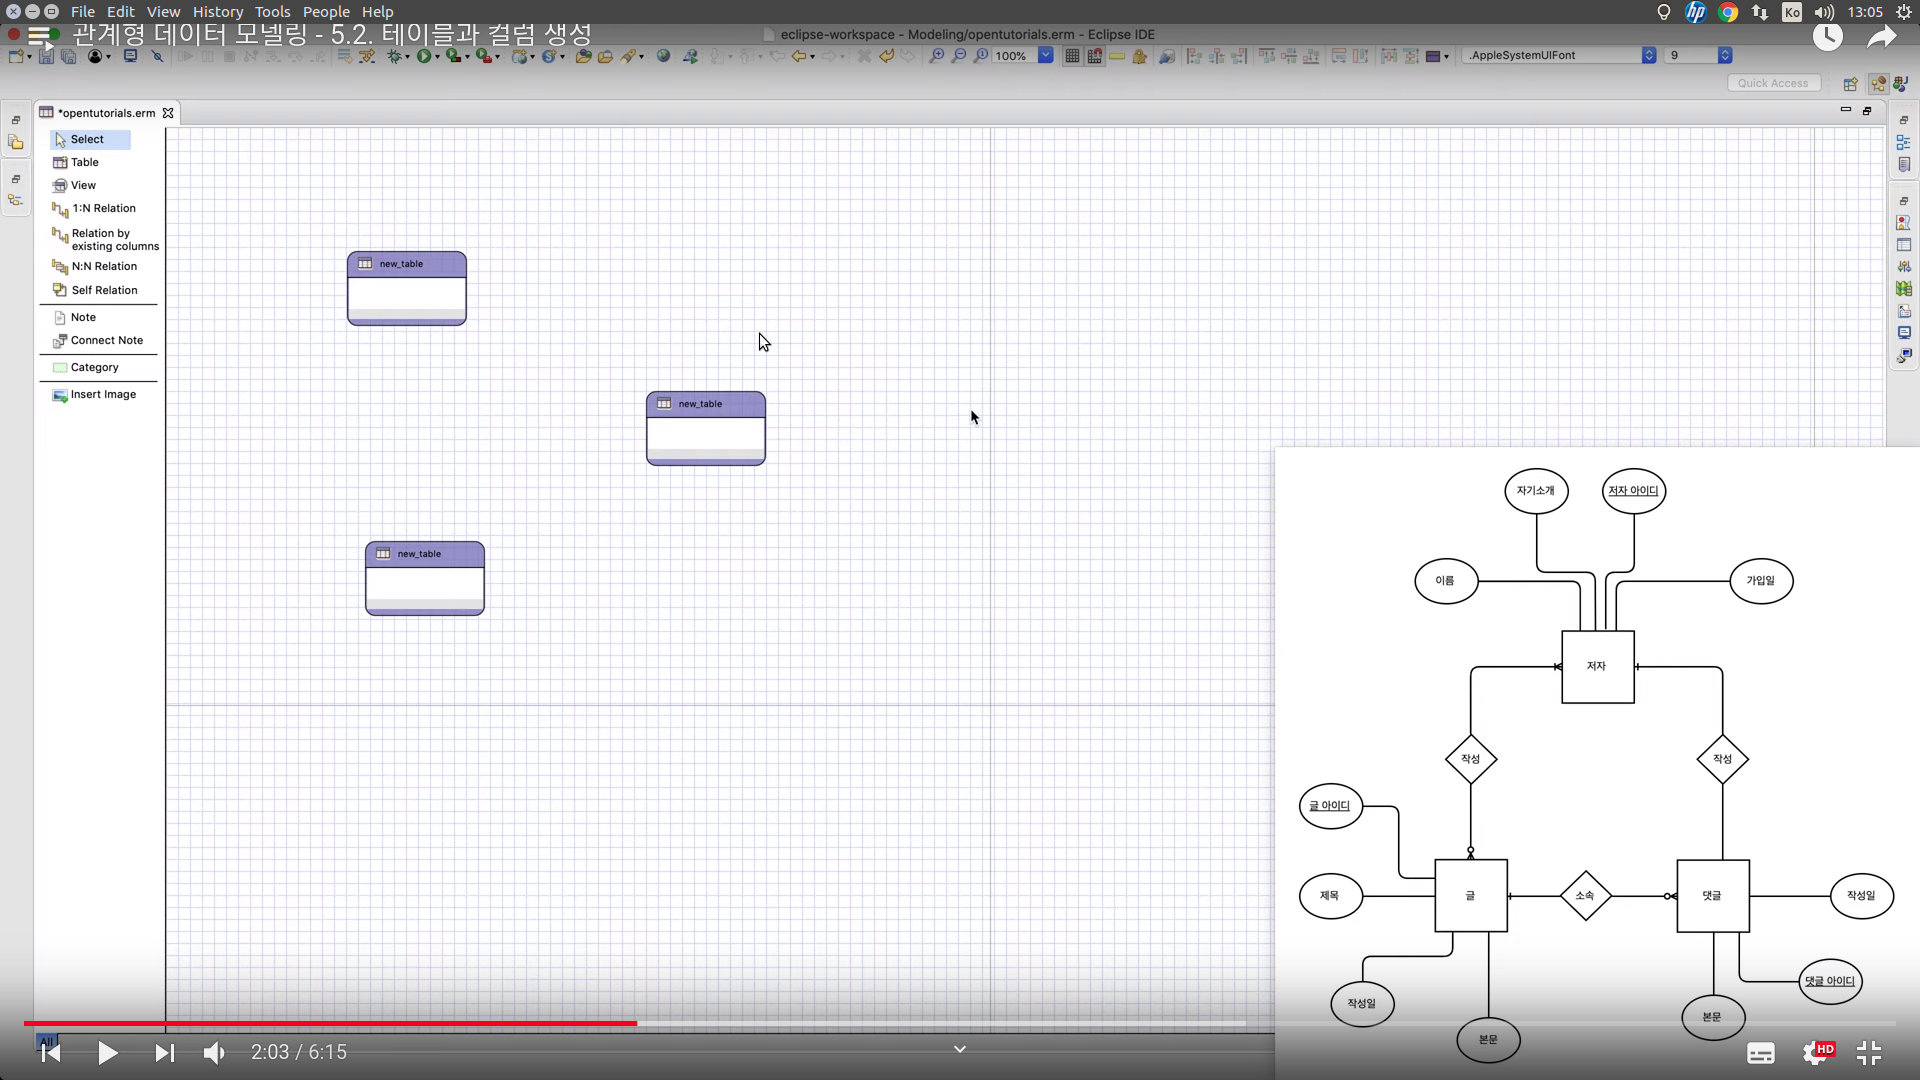 File Edit View History Tools People Help
Ko
13:05
관계형 데이터 모델링 - 5.2. 테이블과 컬럼 생성
eclipse-workspace - Modeling/opentutorials.erm - Eclipse IDE
100%
.AppleSystemUIFont
9
Quick Access
*opentutorials.erm
Select
Table
View
1:N Relation
Relation by
existing columns
N:N Relation
Self Relation
Note
Connect Note
Category
Insert Image
new_table
new_table
new_table
자기소개
저자 아이디
이름
가입일
저자
작성
작성
글 아이디
제목
글
소속
댓글
작성일
댓글 아이디
작성일
본문
본문
All
2:03 / 6:15
HD